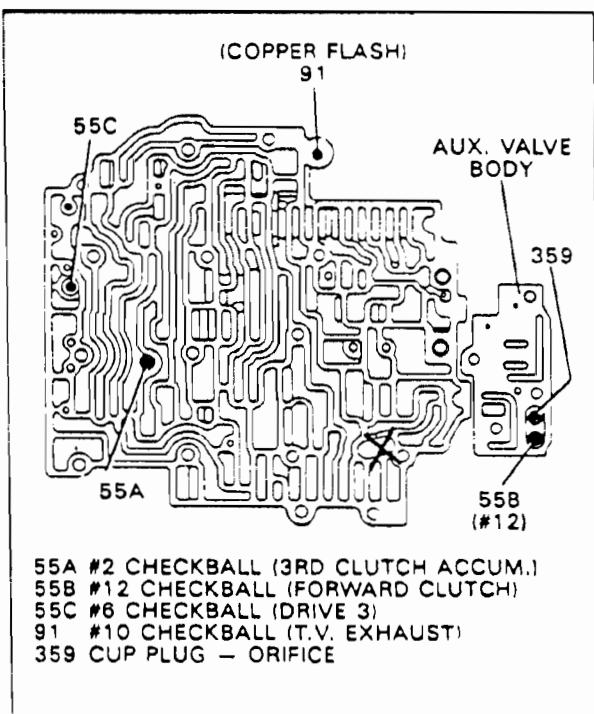 (COPPER FLASH)
91
55C
AUX. VALVE
BODY
359
55A
55B
(#12)
55A #2 CHECKBALL (3RD CLUTCH ACCUM.)
55B #12 CHECKBALL (FORWARD CLUTCH)
55C #6 CHECKBALL (DRIVE 3)
91 #10 CHECKBALL (T.V. EXHAUST)
359 CUP PLUG — ORIFICE